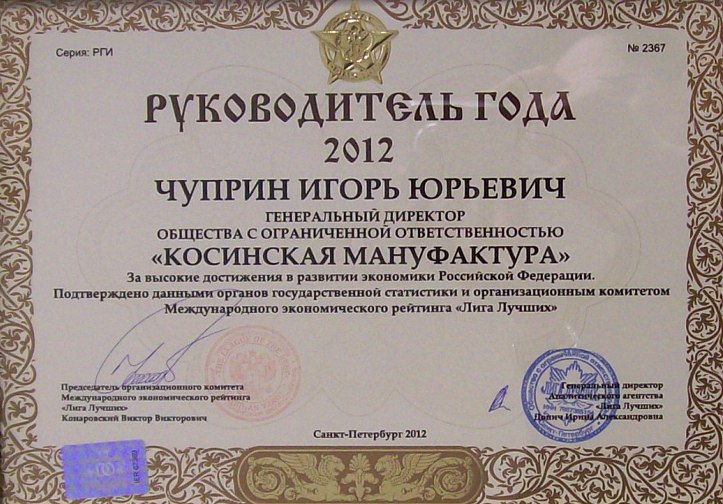 Серия: РГИ
№ 2367
РУКОВОДИТЕЛЬ ГОДА
2012
ЧУПРИН ИГОРЬ ЮРЬЕВИЧ
ГЕНЕРАЛЬНЫЙ ДИРЕКТОР
ОБЩЕСТВА С ОГРАНИЧЕННОЙ ОТВЕТСТВЕННОСТЬЮ
«КОСИНСКАЯ МАНУФАКТУРА»
За высокие достижения в развитии экономики Российской Федерации.
Подтверждено данными органов государственной статистики и организационным комитетом
Международного экономического рейтинга «Лига Лучших»
Председатель организационного комитета
Международного экономического рейтинга
«Лига Лучших»
Конаровский Виктор Викторович
Генеральный директор
Аналитического агентства
«Лига Лучших»
Ирина Александровна
Санкт-Петербург 2012